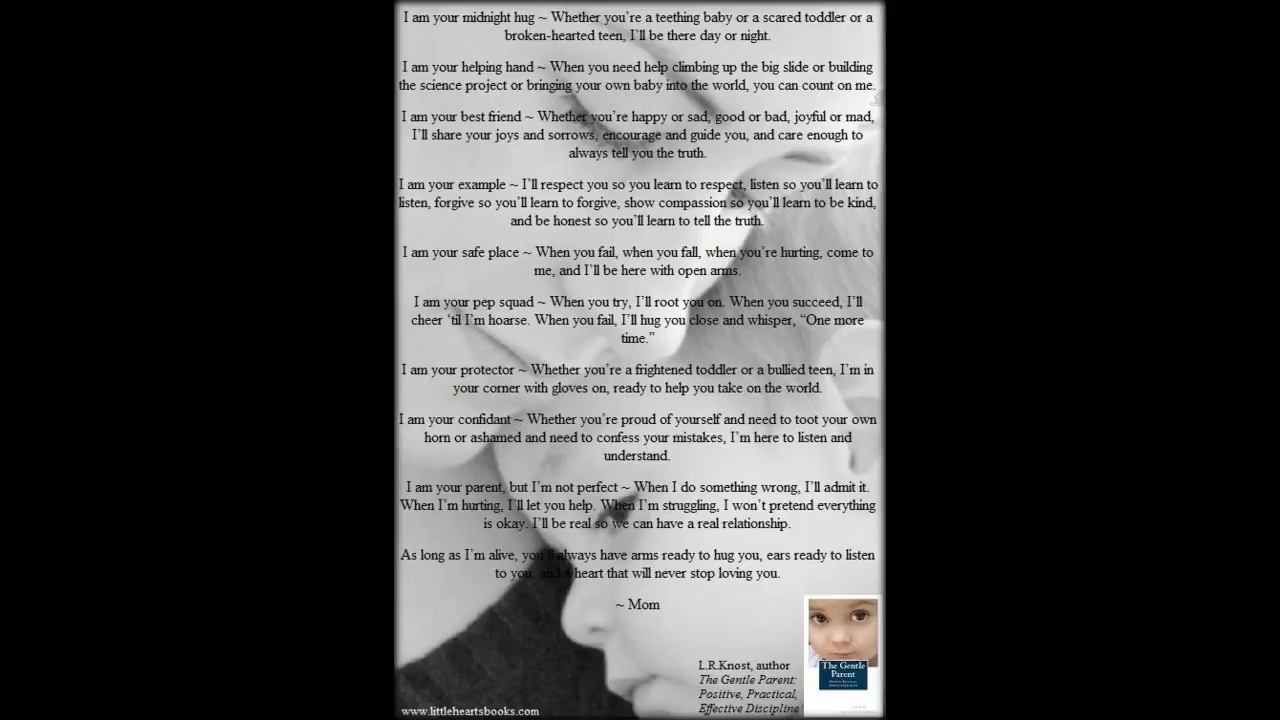 I am your midnight hug ~ Whether you're a teething baby or a scared toddler or a
broken-hearted teen, I'll be there day or night.
I am your helping hand ~ When you need help climbing up the big slide or building
the science project or bringing your own baby into the world, you can count on me.
I am your best friend ~ Whether you're happy or sad, good or bad, joyful or mad,
I'll share your joys and sorrows, encourage and guide you, and care enough to
always tell you the truth.
I am your example ~ I'll respect you so you learn to respect, listen so you'll learn to
listen, forgive so you'll learn to forgive, show compassion so you'll learn to be kind,
and be honest so you'll learn to tell the truth.
I am your safe place ~ When you fail, when you fall, when you're hurting, come to
me, and I'll be here with open arms.
I am your pep squad ~ When you try, I'll root you on. When you succeed, I'll
cheer 'til I'm hoarse. When you fail, I'll hug you close and whisper, “One more
time.”
I am your protector ~ Whether you're a frightened toddler or a bullied teen, I'm in
your corner with gloves on, ready to help you take on the world.
I am your confidant ~ Whether you're proud of yourself and need to toot your own
horn or ashamed and need to confess your mistakes, I'm here to listen and
understand.
I am your parent, but I'm not perfect ~ When I do something wrong, I'll admit it.
When I'm hurting, I'll let you help. When I'm struggling, I won't pretend everything
is okay. I'll be real so we can have a real relationship.
As long as I'm alive, you'll always have arms ready to hug you, ears ready to listen
to you, and a heart that will never stop loving you.
~ Mom
L.R.Knost, author
The Gentle Parent:
Positive, Practical,
Effective Discipline
The Gentle
Parent
www.littleheartsbooks.com